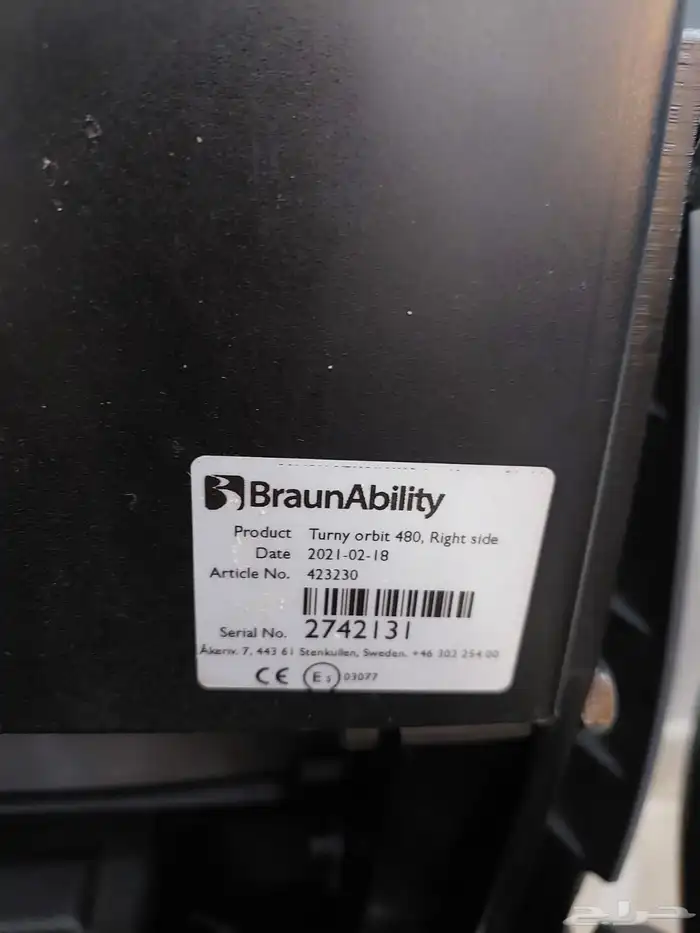 BraunAbility
Product Turny orbit 480, Right side
Date 2021-02-18
Article No. 423230
Serial No. 2742131
Åkeriv. 7, 443 61 Stenkullen, Sweden. +46 302 254 00
CE E5 03077
حراج